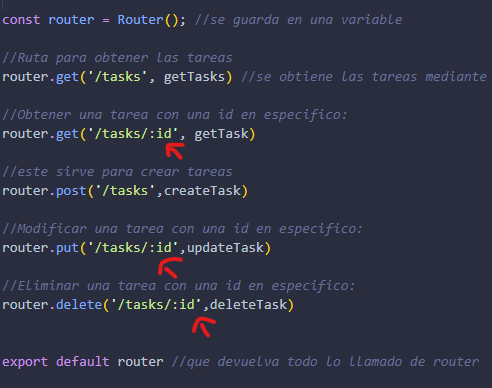 const router = Router(); //se guarda en una variable
//Ruta para obtener las tareas
router.get('/tasks', getTasks) //se obtiene las tareas mediante
//Obtener una tarea con una id en especifico:
router.get('/tasks/:id', getTask)
//este sirve para crear tareas
router.post('/tasks',createTask)
//Modificar una tarea con una id en especifico:
router.put('/tasks/:id',updateTask)
//Eliminar una tarea con una id en especifico:
router.delete('/tasks/:id',deleteTask)
export default router //que devuelva todo lo llamado de router